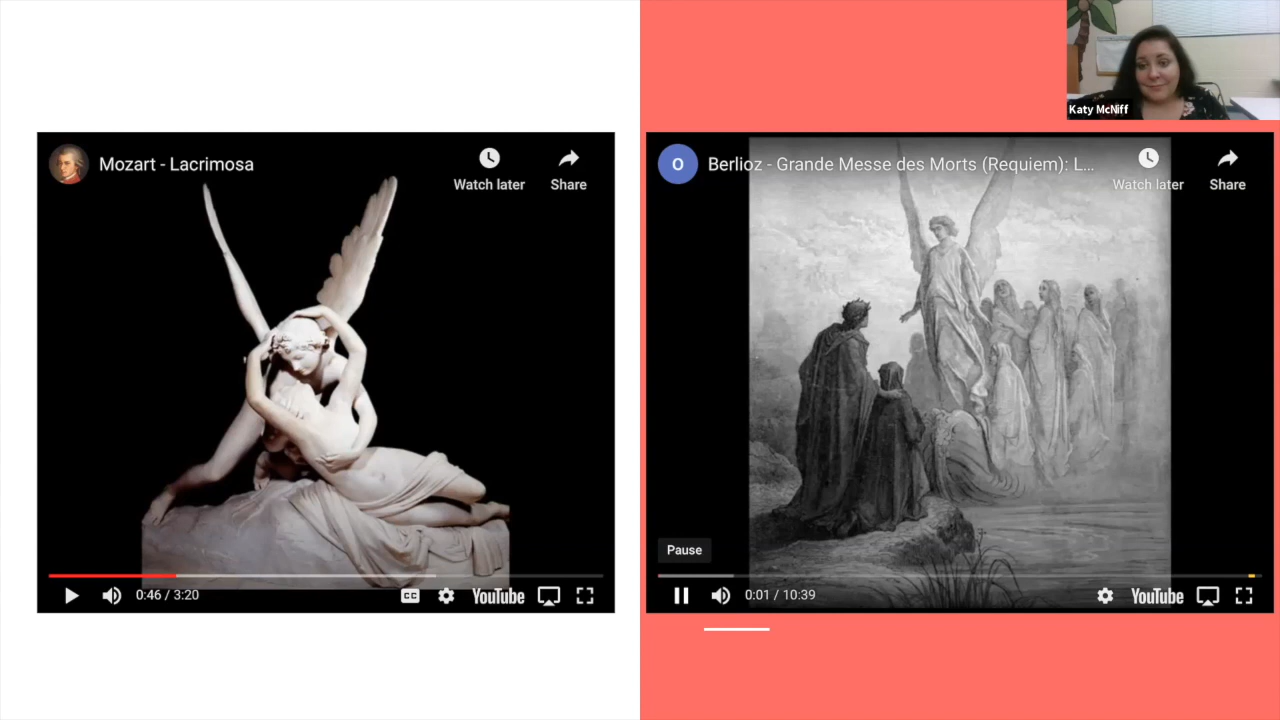 Katy McNiff
Mozart - Lacrimosa
Watch later
Share
0:46 / 3:20
CC
YouTube
O
Berlioz - Grande Messe des Morts (Requiem): L...
Watch later
Share
Pause
0:01 / 10:39
YouTube